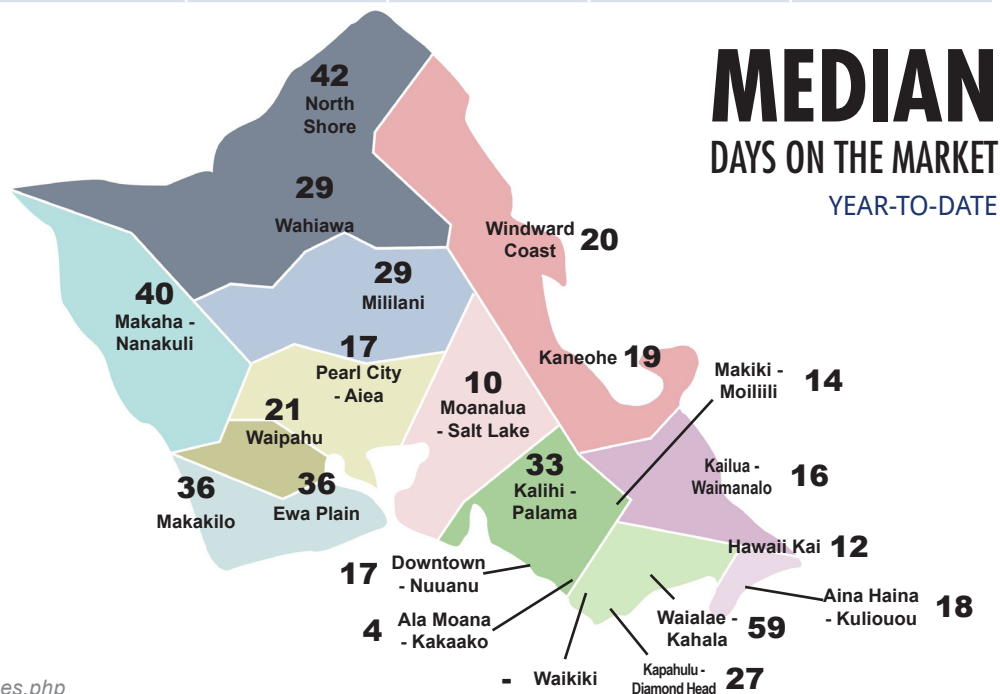 MEDIAN
DAYS ON THE MARKET
YEAR-TO-DATE
42
North
Shore
29
Wahiawa
Windward
Coast 20
29
Mililani
40
Makaha -
Nanakuli
17
Pearl City
- Aiea
Kaneohe 19
10
Moanalua
- Salt Lake
Makiki -
Moiliili 14
21
Waipahu
33
Kalihi -
Palama
Kailua -
Waimanalo 16
36
Makakilo
36
Ewa Plain
Hawaii Kai 12
17 Downtown
- Nuuanu
Aina Haina
- Kuliouou 18
4 Ala Moana
- Kakaako
Waialae -
Kahala 59
- Waikiki
Kapahulu -
Diamond Head 27
es.php